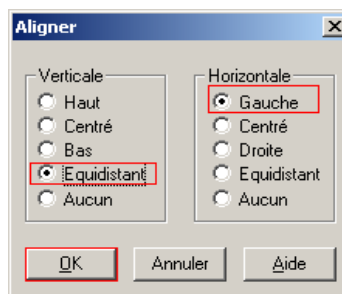 Aligner
Verticale
Haut
Centré
Bas
Equidistant
Aucun
Horizontale
Gauche
Centré
Droite
Equidistant
Aucun
OK
Annuler
Aide